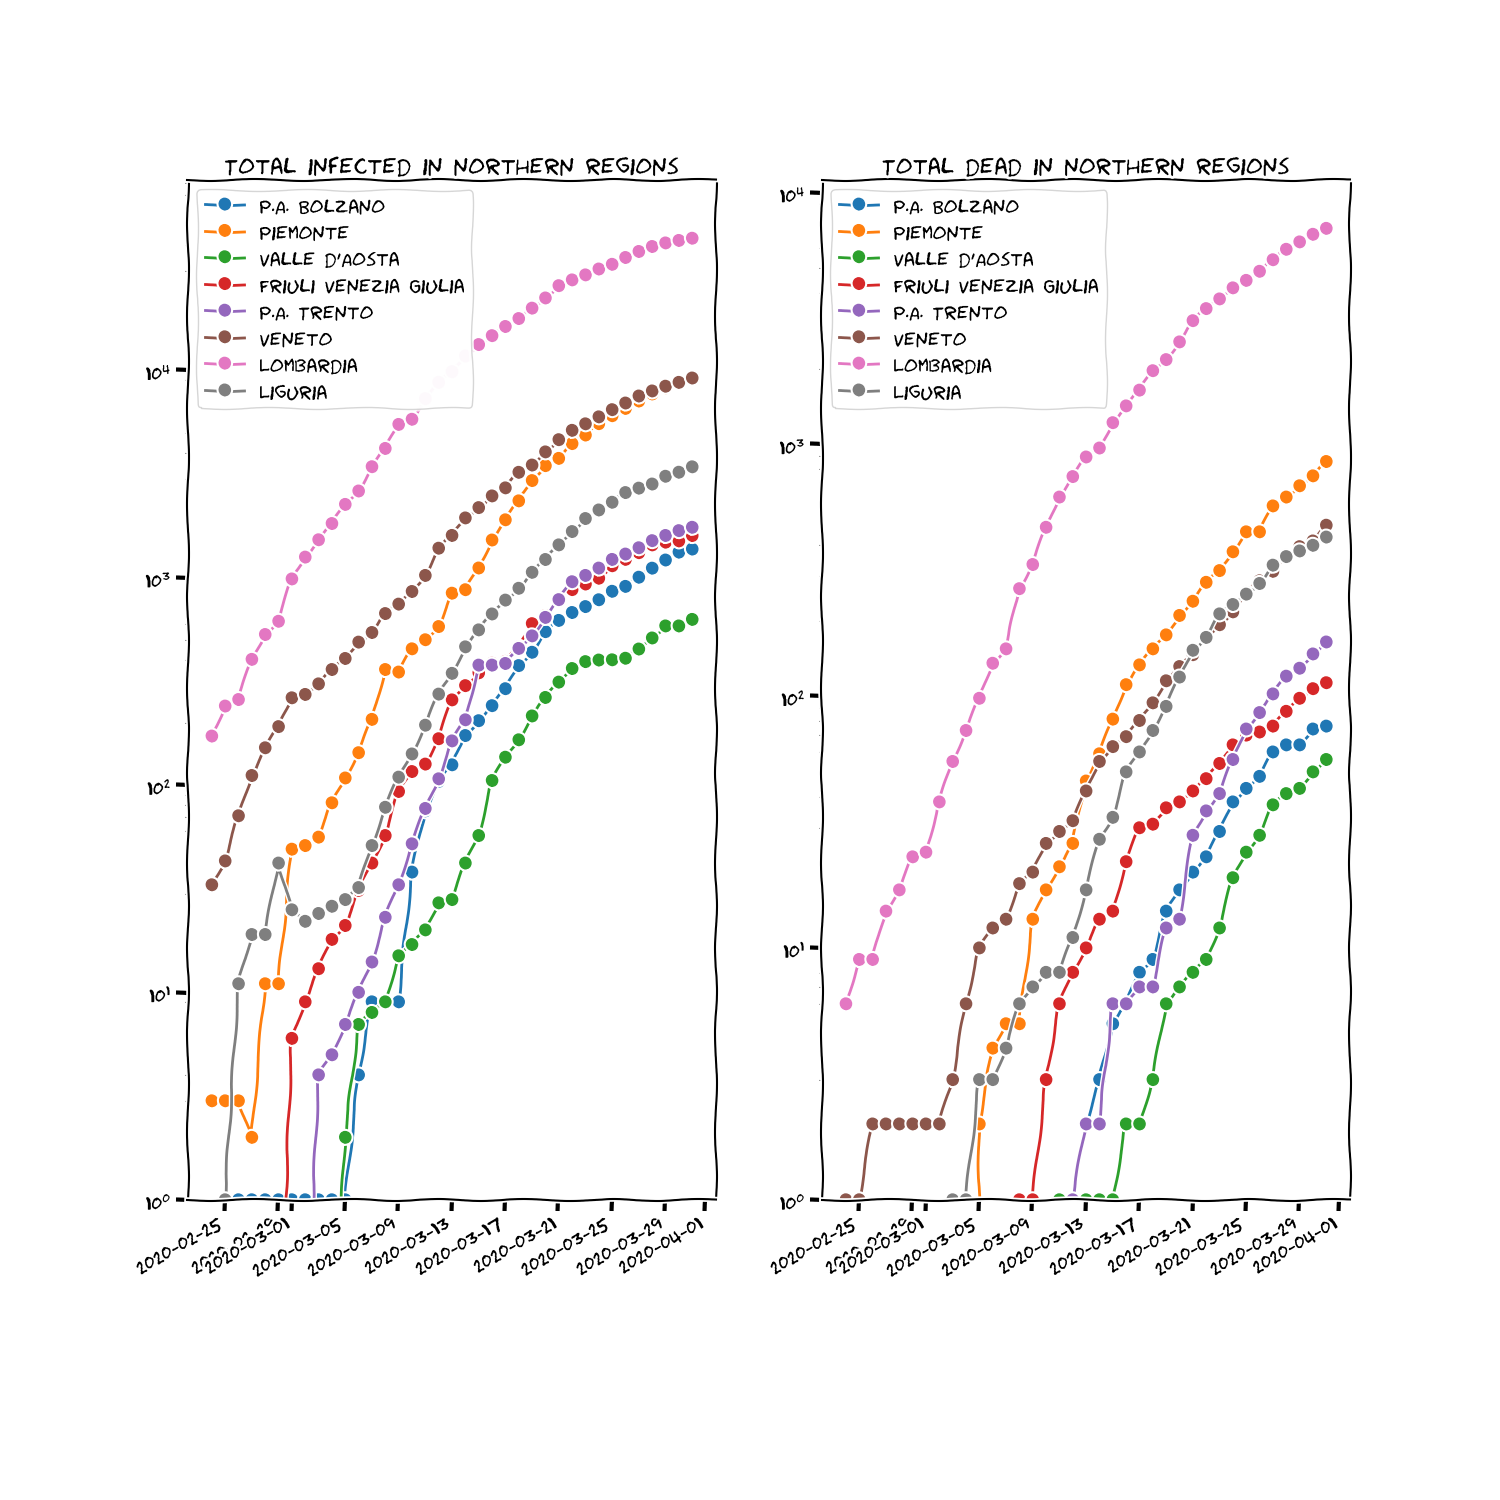 TOTAL INFECTED IN NORTHERN REGIONS
P.A. BOLZANO
PIEMONTE
VALLE D'AOSTA
FRIULI VENEZIA GIULIA
P.A. TRENTO
VENETO
LOMBARDIA
LIGURIA
10⁴
10³
10²
10¹
10⁰
2020-02-25
2020-03-01
2020-03-05
2020-03-09
2020-03-13
2020-03-17
2020-03-21
2020-03-25
2020-03-29
2020-04-01
TOTAL DEAD IN NORTHERN REGIONS
P.A. BOLZANO
PIEMONTE
VALLE D'AOSTA
FRIULI VENEZIA GIULIA
P.A. TRENTO
VENETO
LOMBARDIA
LIGURIA
10⁴
10³
10²
10¹
10⁰
2020-02-25
2020-03-01
2020-03-05
2020-03-09
2020-03-13
2020-03-17
2020-03-21
2020-03-25
2020-03-29
2020-04-01